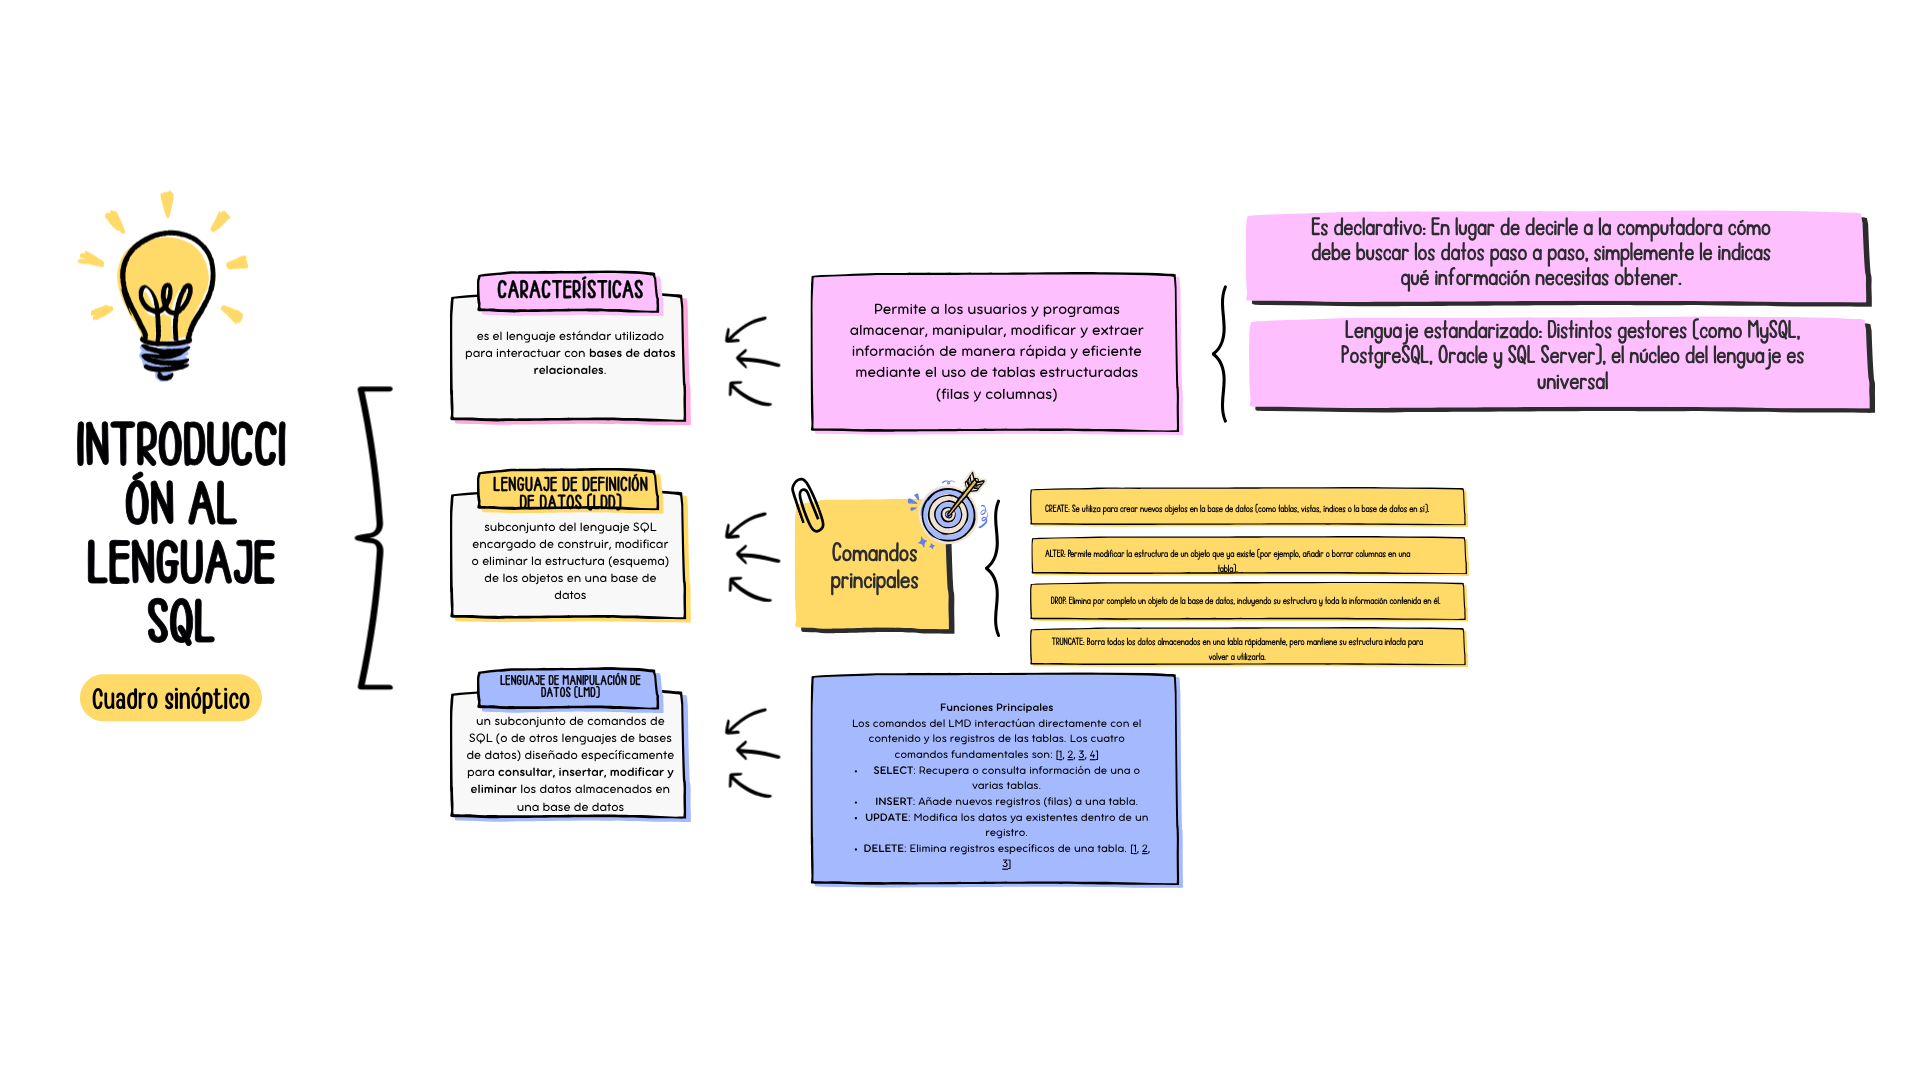 INTRODUCCI
ÓN AL
LENGUAJE
SQL
Cuadro sinóptico
CARACTERÍSTICAS
es el lenguaje estándar utilizado
para interactuar con bases de datos
relacionales.
Permite a los usuarios y programas
almacenar, manipular, modificar y extraer
información de manera rápida y eficiente
mediante el uso de tablas estructuradas
(filas y columnas)
Es declarativo: En lugar de decirle a la computadora cómo
debe buscar los datos paso a paso, simplemente le indicas
qué información necesitas obtener.
Lenguaje estandarizado: Distintos gestores (como MySQL,
PostgreSQL, Oracle y SQL Server), el núcleo del lenguaje es
universal
LENGUAJE DE DEFINICIÓN
DE DATOS (LDD)
subconjunto del lenguaje SQL
encargado de construir, modificar
o eliminar la estructura (esquema)
de los objetos en una base de
datos
Comandos
principales
CREATE: Se utiliza para crear nuevos objetos en la base de datos (como tablas, vistas, índices o la base de datos en sí).
ALTER: Permite modificar la estructura de un objeto que ya existe (por ejemplo, añadir o borrar columnas en una
tabla).
DROP: Elimina por completo un objeto de la base de datos, incluyendo su estructura y toda la información contenida en él.
TRUNCATE: Borra todos los datos almacenados en una tabla rápidamente, pero mantiene su estructura intacta para
volver a utilizarla.
LENGUAJE DE MANIPULACIÓN DE
DATOS (LMD)
un subconjunto de comandos de
SQL (o de otros lenguajes de bases
de datos) diseñado específicamente
para consultar, insertar, modificar y
eliminar los datos almacenados en
una base de datos
Funciones Principales
Los comandos del LMD interactúan directamente con el
contenido y los registros de las tablas. Los cuatro
comandos fundamentales son: [1, 2, 3, 4]
• SELECT: Recupera o consulta información de una o
varias tablas.
• INSERT: Añade nuevos registros (filas) a una tabla.
• UPDATE: Modifica los datos ya existentes dentro de un
registro.
• DELETE: Elimina registros específicos de una tabla. [1, 2,
3]